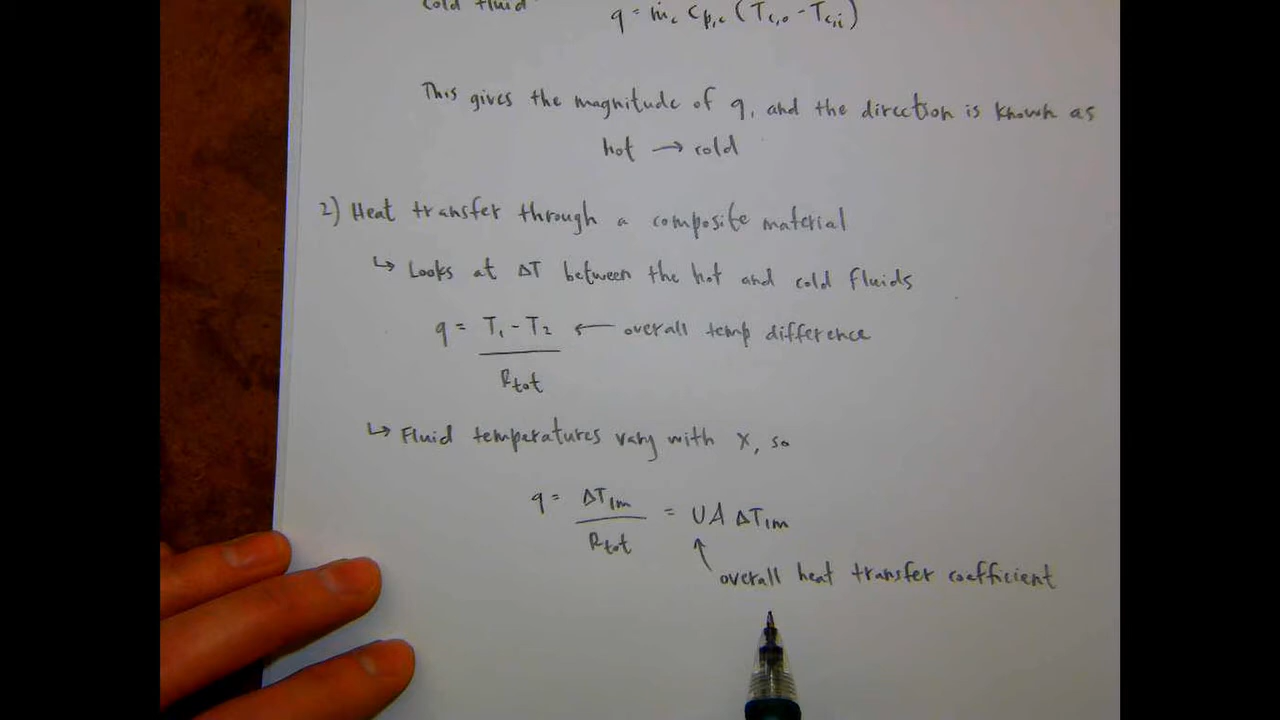 cold fluid q = ṁc cp,c (Tc,o - Tc,i)
This gives the magnitude of q, and the direction is known as
hot → cold
2) Heat transfer through a composite material
↳ Looks at ΔT between the hot and cold fluids
q = T1 - T2 ← overall temp difference
Rtot
↳ Fluid temperatures vary with x, so
q = ΔTlm = UA ΔTlm
Rtot
overall heat transfer coefficient